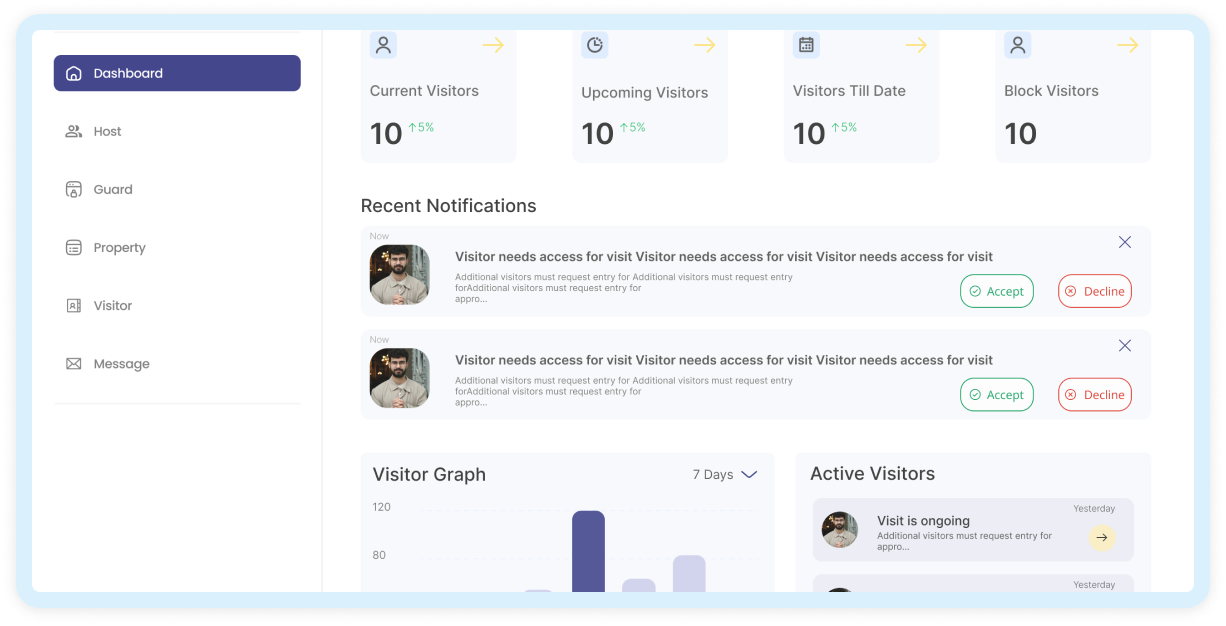 Dashboard
Host
Guard
Property
Visitor
Message
Current Visitors
10 ↑5%
Upcoming Visitors
10 ↑5%
Visitors Till Date
10 ↑5%
Block Visitors
10
Recent Notifications
Now
Visitor needs access for visit Visitor needs access for visit Visitor needs access for visit
Additional visitors must request entry for Additional visitors must request entry
forAdditional visitors must request entry for
appro...
Accept
Decline
Now
Visitor needs access for visit Visitor needs access for visit Visitor needs access for visit
Additional visitors must request entry for Additional visitors must request entry
forAdditional visitors must request entry for
appro...
Accept
Decline
Visitor Graph
7 Days
120
80
Active Visitors
Yesterday
Visit is ongoing
Additional visitors must request entry for
appro...
Yesterday